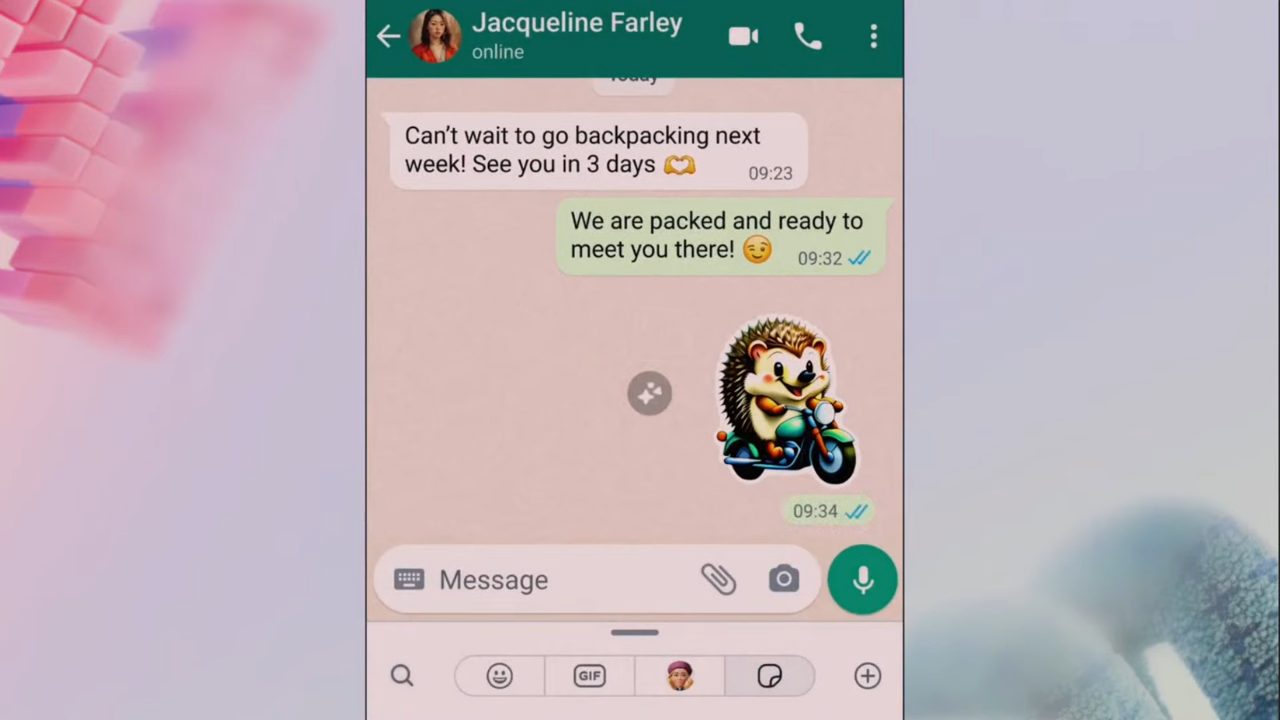 Jacqueline Farley
online
Today
Can't wait to go backpacking next
week! See you in 3 days 🫶
09:23
We are packed and ready to
meet you there! 😉
09:32
09:34
Message
GIF